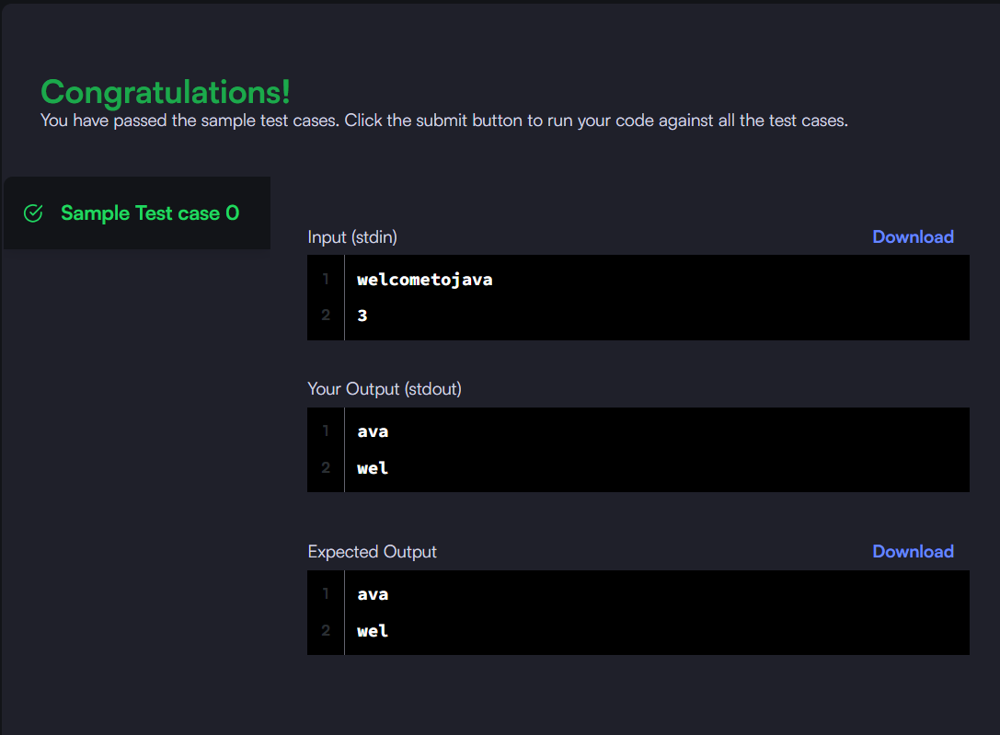 Congratulations!
You have passed the sample test cases. Click the submit button to run your code against all the test cases.
Sample Test case 0
Input (stdin)
Download
1 welcometojava
2 3
Your Output (stdout)
1 ava
2 wel
Expected Output
Download
1 ava
2 wel